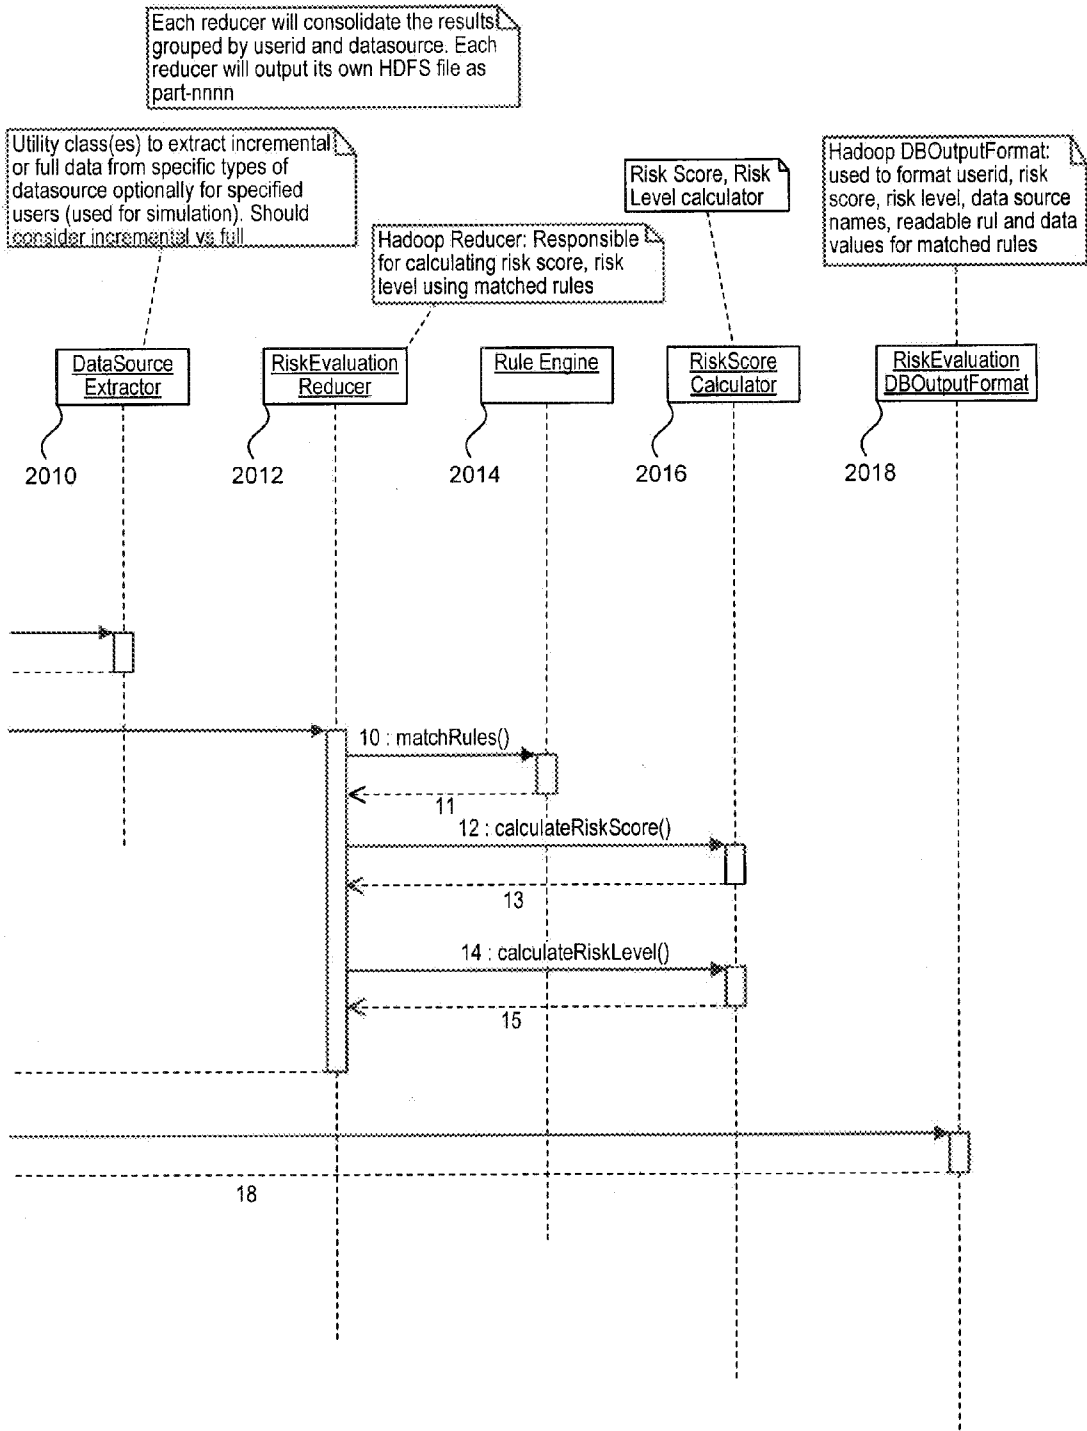 Each reducer will consolidate the results
grouped by userid and datasource. Each
reducer will output its own HDFS file as
part-nnnn
Utility class(es) to extract incremental
or full data from specific types of
datasource optionally for specified
users (used for simulation). Should
consider incremental vs full
Hadoop Reducer: Responsible
for calculating risk score, risk
level using matched rules
Risk Score, Risk
Level calculator
Hadoop DBOutputFormat:
used to format userid, risk
score, risk level, data source
names, readable rul and data
values for matched rules
DataSource
Extractor
RiskEvaluation
Reducer
Rule Engine
RiskScore
Calculator
RiskEvaluation
DBOutputFormat
2010
2012
2014
2016
2018
10 : matchRules()
11
12 : calculateRiskScore()
13
14 : calculateRiskLevel()
15
18